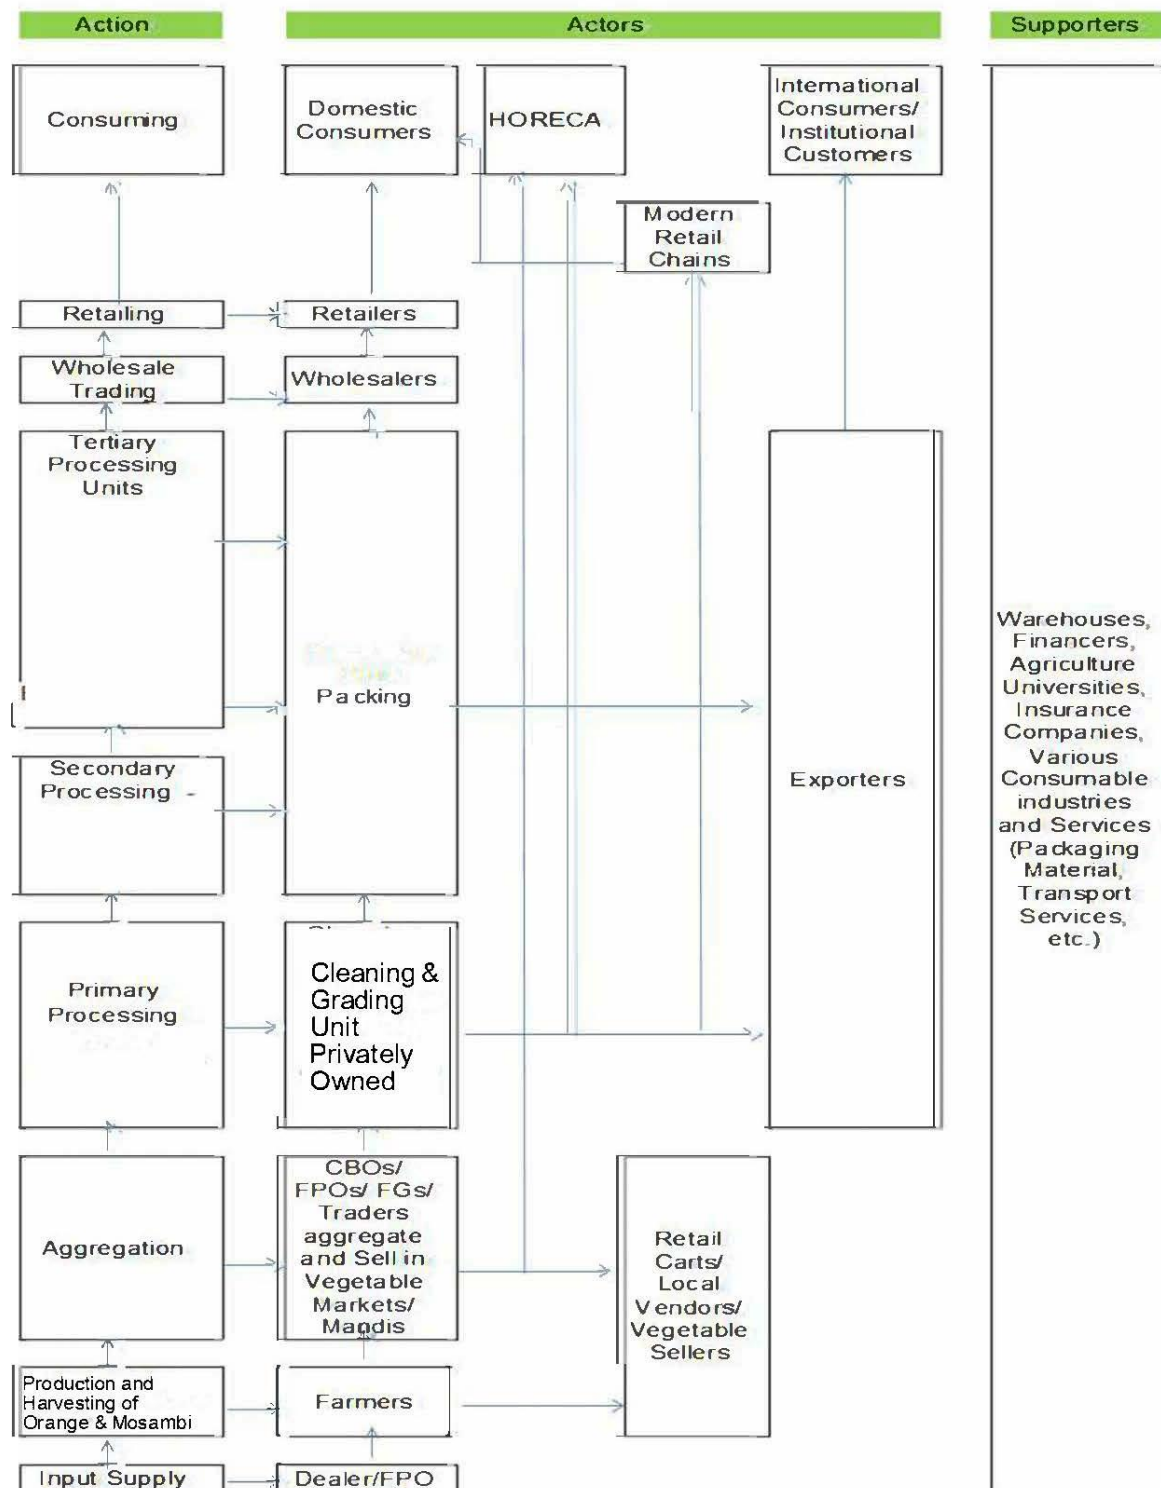 Action
Actors
Supporters
Consuming
Domestic
Consumers
HORECA
International
Consumers/
Institutional
Customers
Modern
Retail
Chains
Retailing
Retailers
Wholesale
Trading
Wholesalers
Tertiary
Processing
Units
Packing
Secondary
Processing -
Exporters
Warehouses,
Financers,
Agriculture
Universities,
Insurance
Companies,
Various
Consumable
industries
and Services
(Packaging
Material,
Transport
Services,
etc.)
Primary
Processing
Cleaning &
Grading
Unit
Privately
Owned
Aggregation
CBOs/
FPOs/ FGs/
Traders
aggregate
and Sell in
Vegetable
Markets/
Mandis
Retail
Carts/
Local
Vendors/
Vegetable
Sellers
Production and
Harvesting of
Orange & Mosambi
Farmers
Input Supply
Dealer/FPO